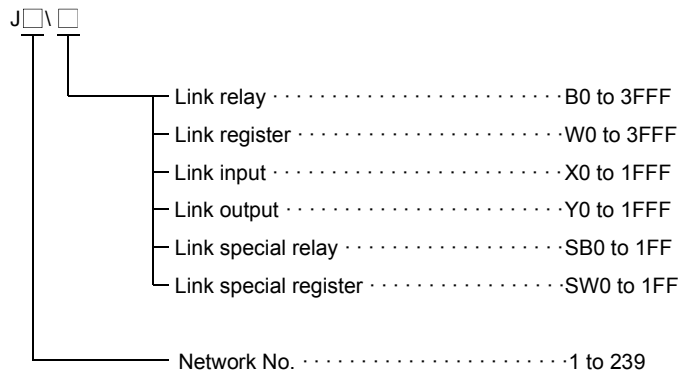 J□\□
Link relay ························· B0 to 3FFF
Link register ······················· W0 to 3FFF
Link input ························· X0 to 1FFF
Link output ························ Y0 to 1FFF
Link special relay ··················· SB0 to 1FF
Link special register ················· SW0 to 1FF
Network No. ························ 1 to 239